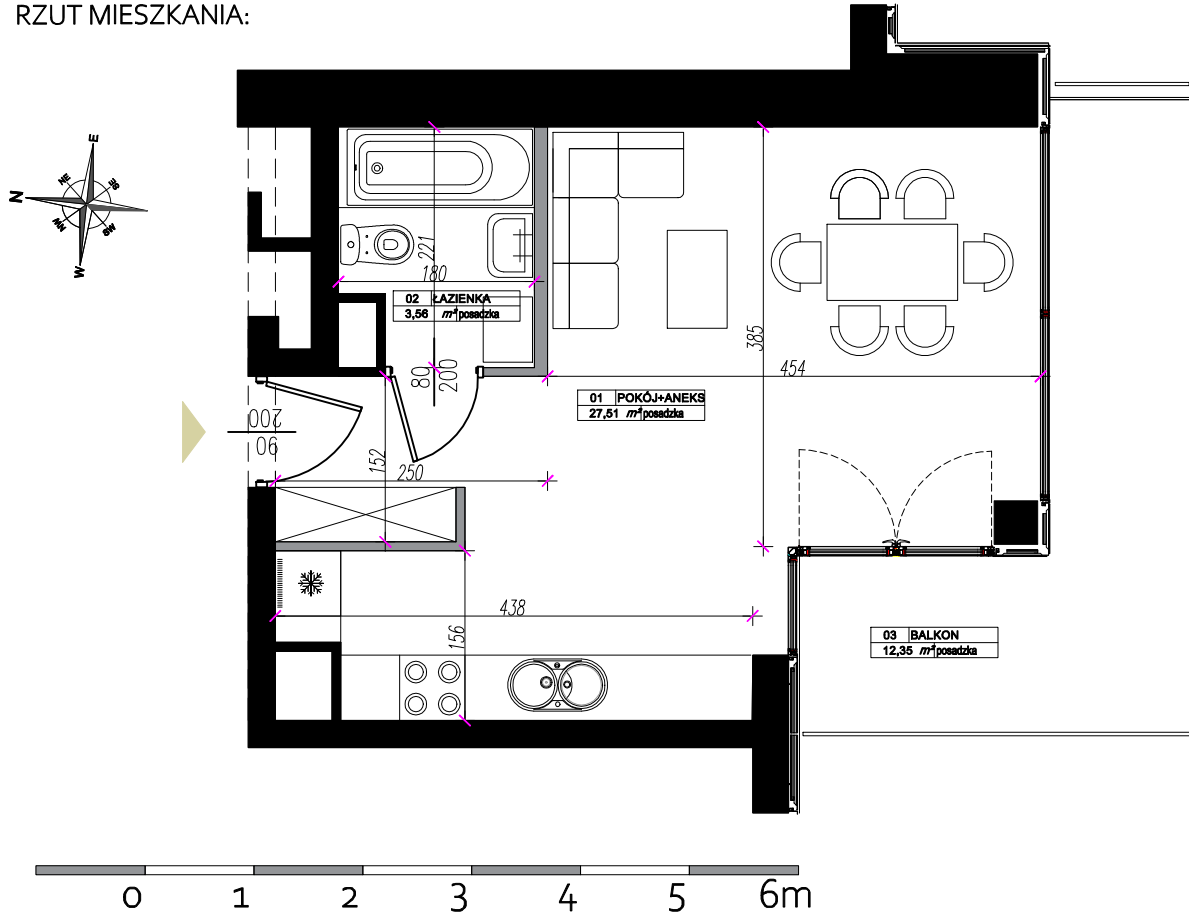 RZUT MIESZKANIA:
E
NE
SE
N
NW
SW
W
221
180
02 ŁAZIENKA
3,56 m² posadzka
80
200
385
454
01 POKÓJ+ANEKS
27,51 m² posadzka
200
90
152
250
438
156
03 BALKON
12,35 m² posadzka
0 1 2 3 4 5 6m